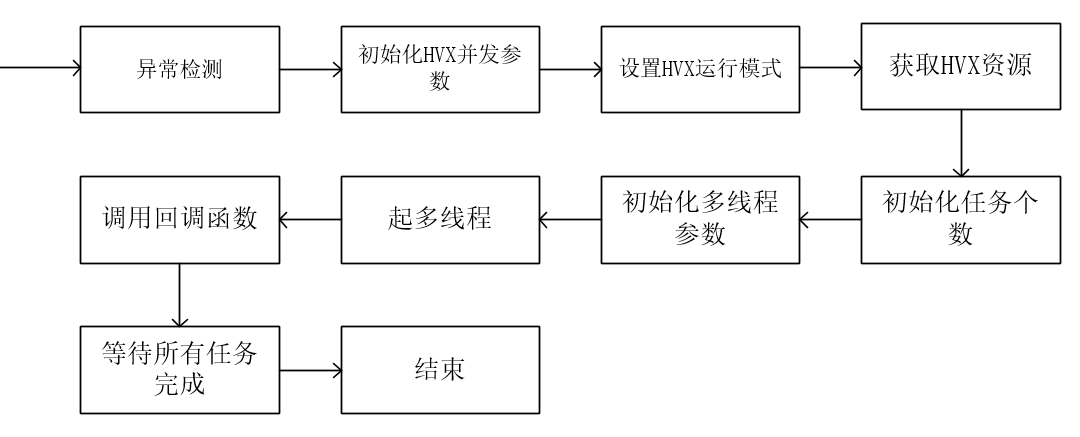 异常检测
初始化HVX并发参
数
设置HVX运行模式
获取HVX资源
初始化任务个
数
初始化多线程
参数
起多线程
调用回调函数
等待所有任务
完成
结束